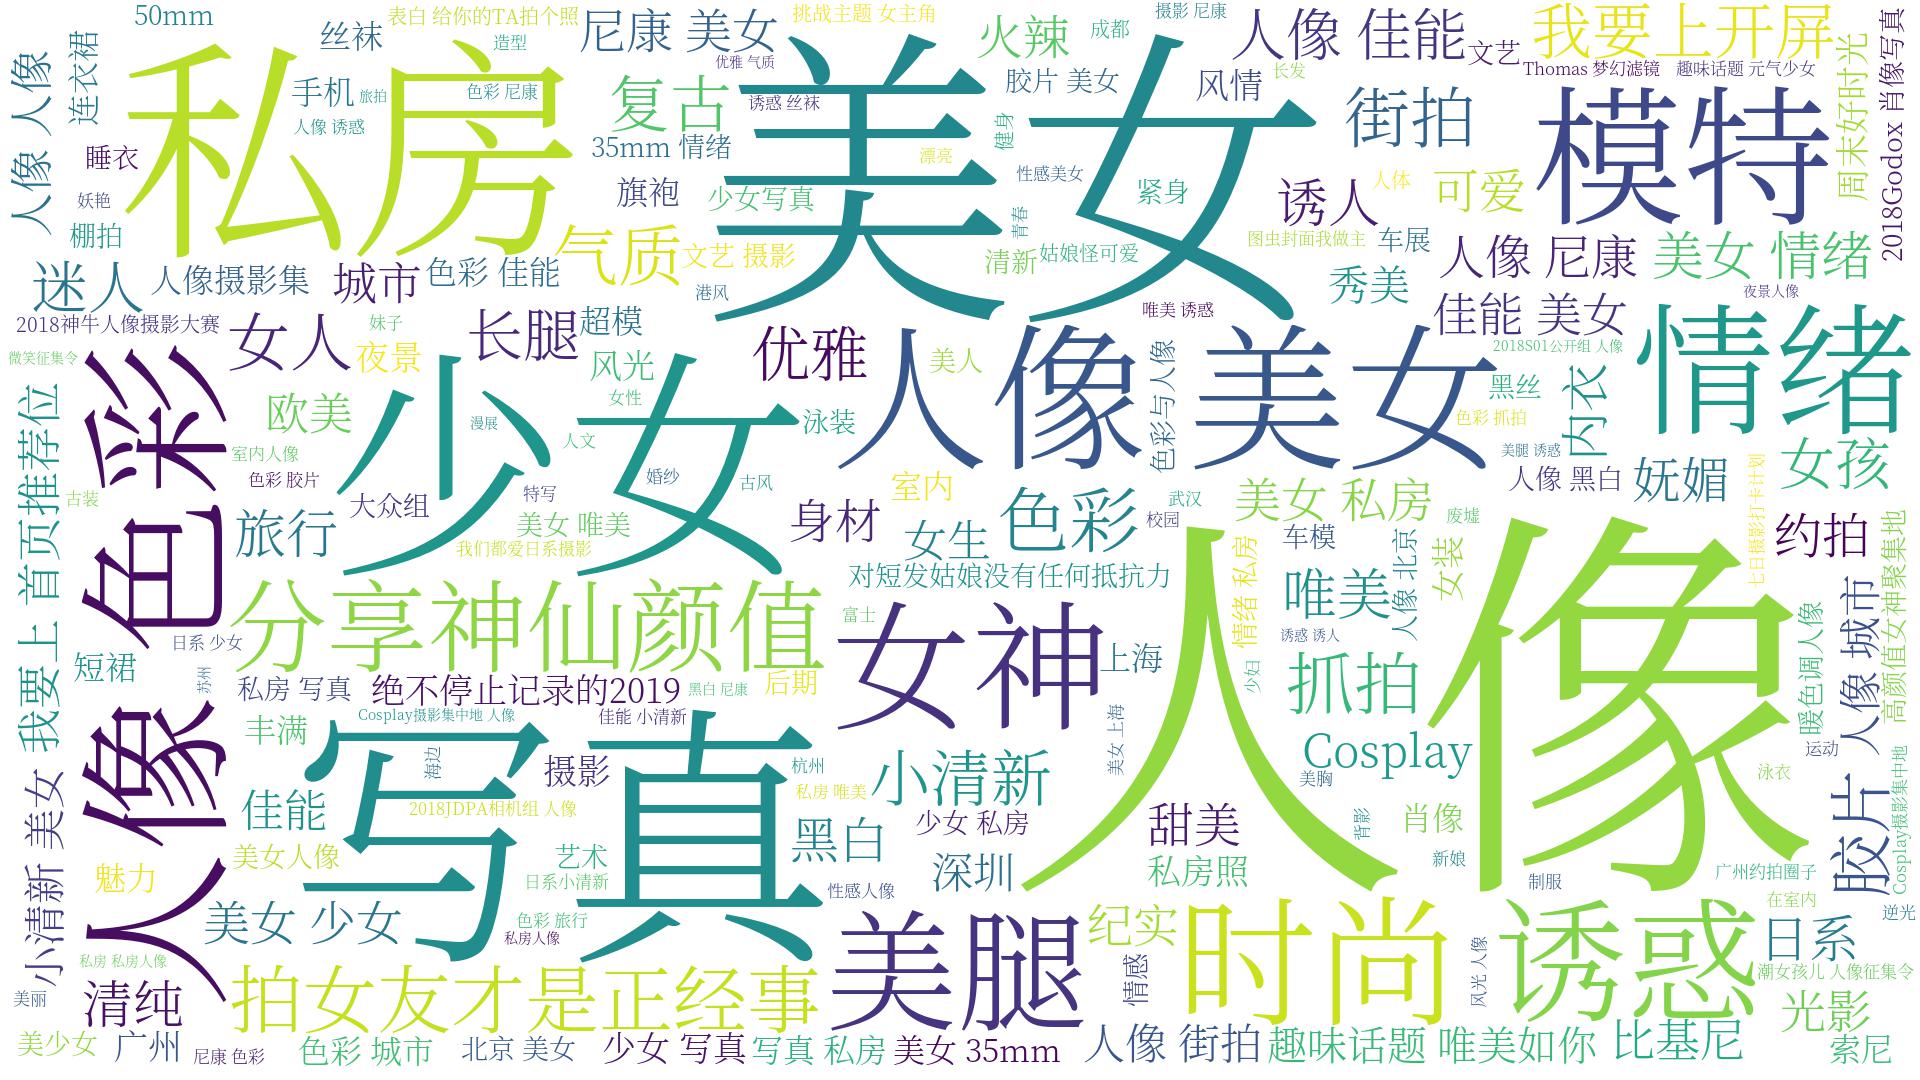 50mm
表白 给你的TA拍个照
丝袜
造型
尼康 美女
挑战主题 女主角
优雅 气质
火辣
成都
摄影 尼康
人像 佳能
文艺
我要上开屏
Thomas 梦幻滤镜
趣味话题 元气少女
2018Godox 肖像写真
周末好时光
人像 人像
连衣裙
私房
手机
旅拍
色彩 尼康
人像 诱惑
复古
诱惑 丝袜
美女
胶片 美女
风情
长发
街拍
模特
35mm 情绪
漂亮
健身
性感美女
紧身
睡衣
妖艳
棚拍
旗袍
少女写真
青春
诱人
人体
可爱
图虫封面我做主
车展
气质
文艺 摄影
清新
姑娘怪可爱
人像 尼康
美女 情绪
迷人
人像摄影集
城市
色彩 佳能
港风
秀美
夜景人像
2018神牛人像摄影大赛
女人
妹子
长腿
超模
优雅
唯美 诱惑
佳能 美女
情绪
微笑征集令
夜景
风光
女性
美人
人像 美女
色彩与人像
2018S01公开组 人像
黑丝
内衣
色彩 抓拍
人像 色彩
欧美
少女
漫展
人文
泳装
室内人像
色彩 胶片
婚纱
古风
特写
室内
美腿 诱惑
人像 黑白
妩媚
女孩
我要上 首页推荐位
古装
大众组
旅行
美女 唯美
我们都爱日系摄影
身材
女生
色彩
武汉
校园
美女 私房
车模
废墟
七日摄影打卡计划
约拍
对短发姑娘没有任何抵抗力
情绪 私房
唯美
人像 北京
女装
人像
分享神仙颜值
富士
女神
上海
诱惑 诱人
少妇
抓拍
暖色调人像
人像 城市
高颜值女神聚集地
日系 少女
短裙
苏州
私房 写真
绝不停止记录的2019
黑白 尼康
后期
Cosplay摄影集中地 人像
佳能 小清新
丰满
写真
海边
摄影
杭州
小清新
美女 上海
Cosplay
美胸
运动
泳衣
胶片
Cosplay摄影集中地
小清新 美女
佳能
2018JDPA相机组 人像
私房 唯美
少女 私房
甜美
背影
肖像
魅力
美女人像
艺术
日系小清新
黑白
深圳
私房照
新娘
制服
广州约拍圈子
在室内
逆光
性感人像
美女 少女
色彩 旅行
私房人像
私房 私房人像
美丽
清纯
拍女友才是正经事
美腿
纪实
情感
时尚
风光 人像
诱惑
日系
潮女孩儿 人像征集令
光影
美少女
广州
尼康 色彩
色彩 城市
北京 美女
少女 写真
写真 私房
美女 35mm
人像 街拍
趣味话题 唯美如你
比基尼
索尼